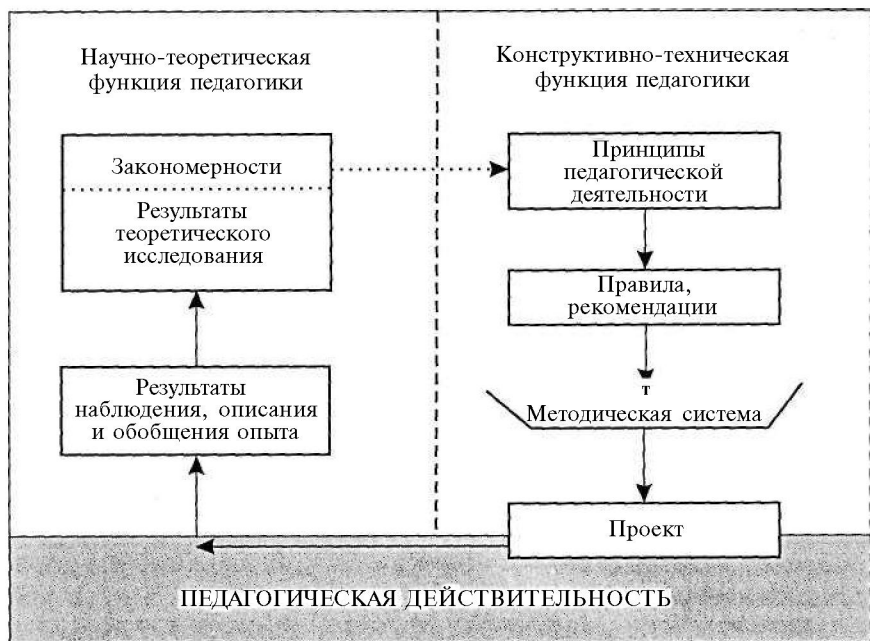 Научно-теоретическая
функция педагогики
Закономерности
Результаты
теоретического
исследования
Результаты
наблюдения, описания
и обобщения опыта
Конструктивно-техническая
функция педагогики
Принципы
педагогической
деятельности
Правила,
рекомендации
т
Методическая система
Проект
ПЕДАГОГИЧЕСКАЯ ДЕЙСТВИТЕЛЬНОСТЬ